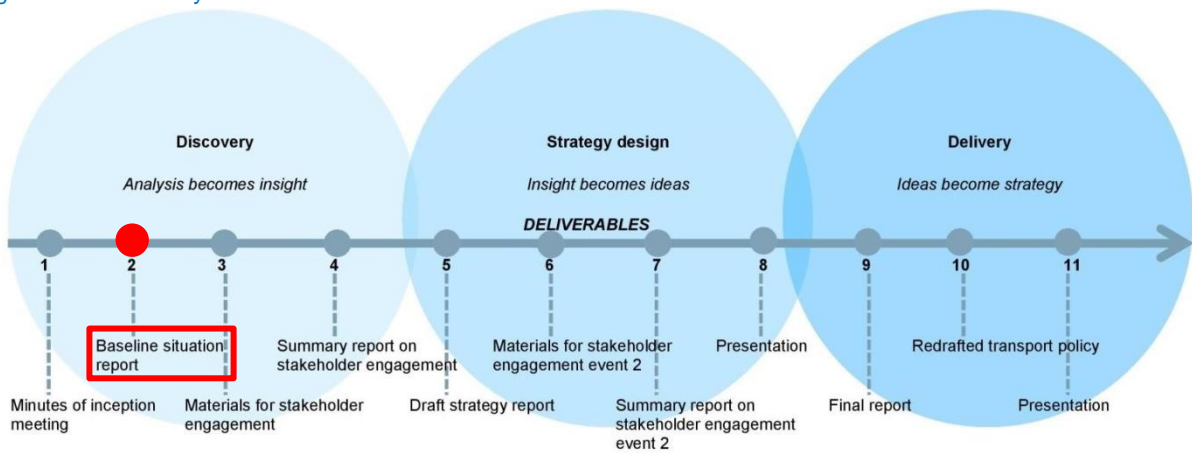 Discovery
Strategy design
Delivery
Analysis becomes insight
Insight becomes ideas
Ideas become strategy
DELIVERABLES
1
2
3
4
5
6
7
8
9
10
11
Baseline situation
report
Summary report on
stakeholder engagement
Materials for stakeholder
engagement event 2
Presentation
Redrafted transport policy
Minutes of inception
meeting
Materials for stakeholder
engagement
Draft strategy report
Summary report on
stakeholder engagement
event 2
Final report
Presentation